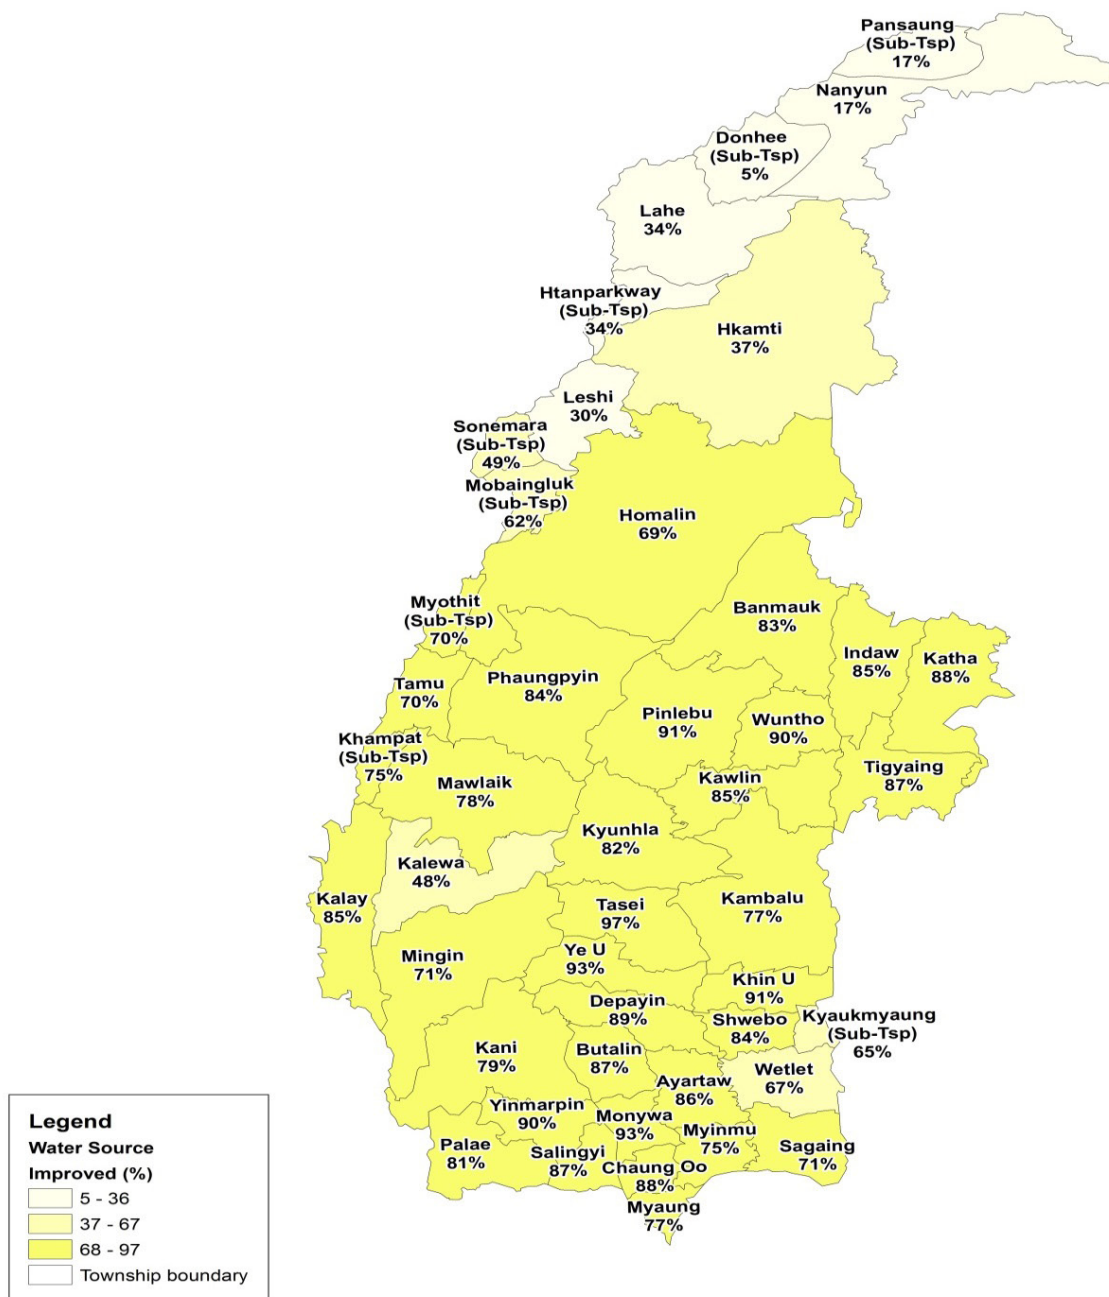 Pansaung
(Sub-Tsp)
17%
Nanyun
17%
Donhee
(Sub-Tsp)
5%
Lahe
34%
Htanparkway
(Sub-Tsp)
34%
Hkamti
37%
Leshi
30%
Sonemara
(Sub-Tsp)
49%
Mobaingluk
(Sub-Tsp)
62%
Homalin
69%
Myothit
(Sub-Tsp)
70%
Banmauk
83%
Indaw
85%
Katha
88%
Tamu
70%
Phaungpyin
84%
Pinlebu
91%
Wuntho
90%
Khampat
(Sub-Tsp)
75%
Mawlaik
78%
Kawlin
85%
Tigyaing
87%
Kyunhla
82%
Kalewa
48%
Kalay
85%
Tasei
97%
Kambalu
77%
Mingin
71%
Ye U
93%
Khin U
91%
Depayin
89%
Shwebo
84%
Kyaukmyaung
(Sub-Tsp)
65%
Kani
79%
Butalin
87%
Wetlet
67%
Ayartaw
86%
Yinmarpin
90%
Monywa
93%
Myinmu
75%
Sagaing
71%
Palae
81%
Salingyi
87%
Chaung Oo
88%
Myaung
77%
Legend
Water Source
Improved (%)
5 - 36
37 - 67
68 - 97
Township boundary